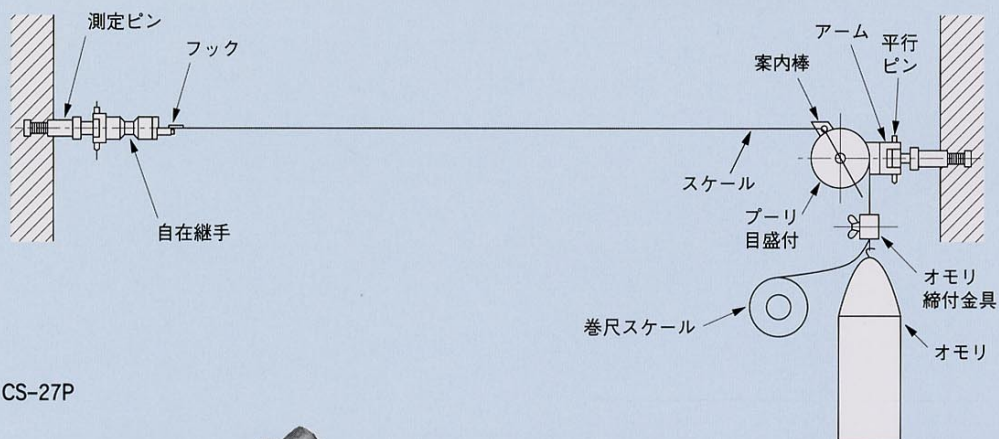 測定ピン
フック
自在継手
スケール
案内棒
アーム
平行
ピン
プーリ
目盛付
オモリ
締付金具
巻尺スケール
オモリ
CS-27P